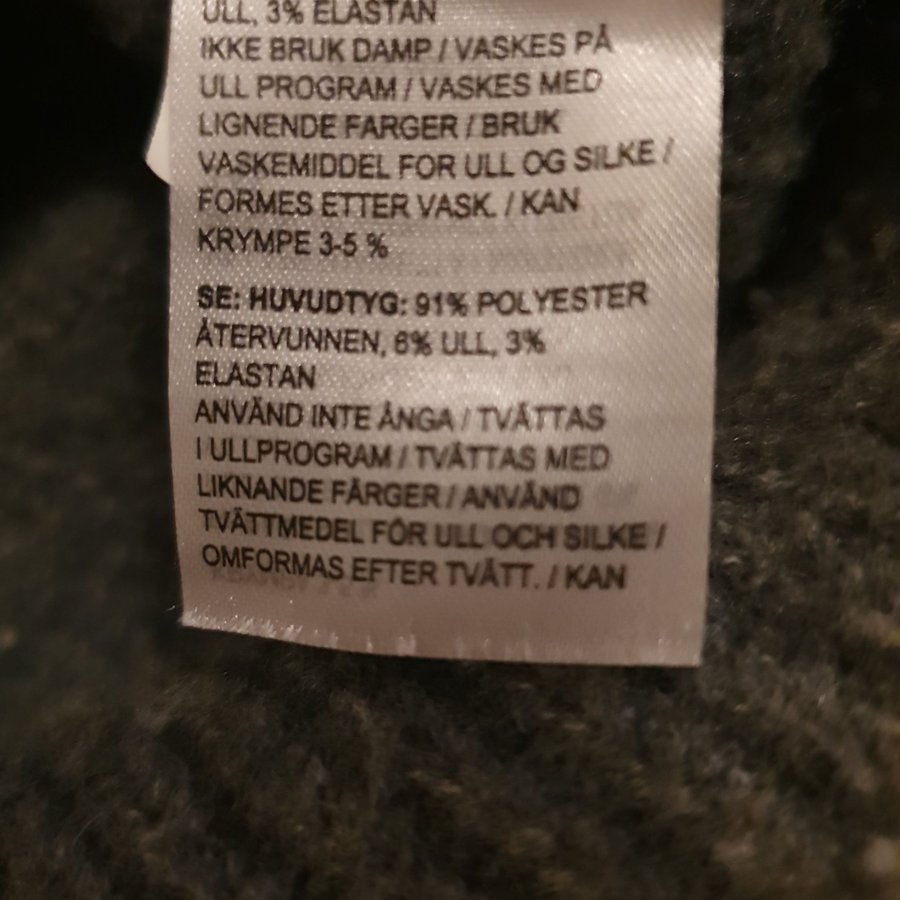 ULL, 3% ELASTAN
IKKE BRUK DAMP / VASKES PÅ
ULL PROGRAM / VASKES MED
LIGNENDE FARGER / BRUK
VASKEMIDDEL FOR ULL OG SILKE /
FORMES ETTER VASK. / KAN
KRYMPE 3-5 %
SE: HUVUDTYG: 91% POLYESTER
ÅTERVUNNEN, 6% ULL, 3%
ELASTAN
ANVÄND INTE ÅNGA / TVÄTTAS
I ULLPROGRAM / TVÄTTAS MED
LIKNANDE FÄRGER / ANVÄND
TVÄTTMEDEL FÖR ULL OCH SILKE /
OMFORMAS EFTER TVÄTT. / KAN